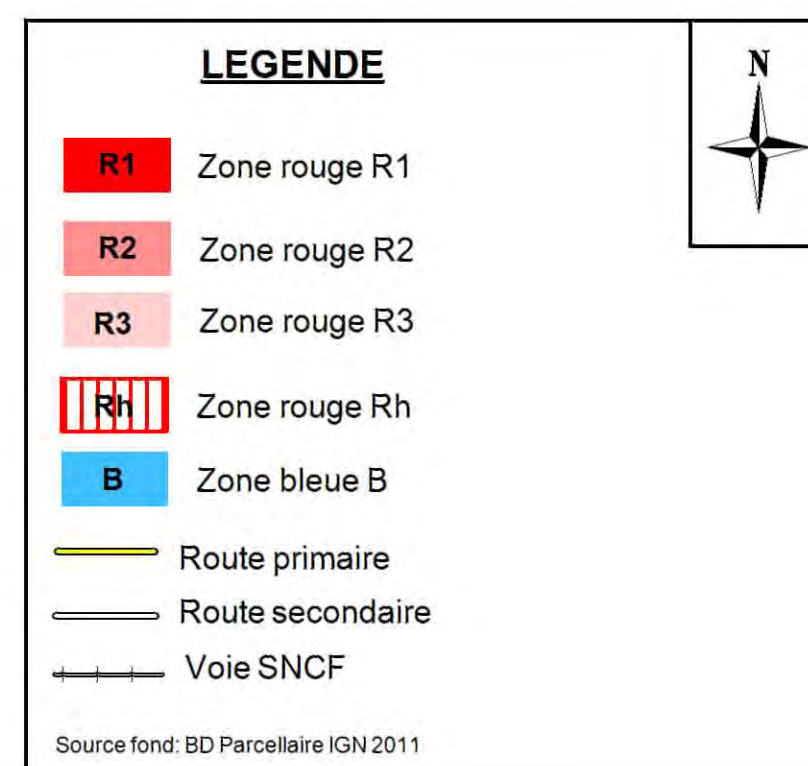 LEGENDE
N
R1 Zone rouge R1
R2 Zone rouge R2
R3 Zone rouge R3
Rh Zone rouge Rh
B Zone bleue B
Route primaire
Route secondaire
Voie SNCF
Source fond: BD Parcellaire IGN 2011